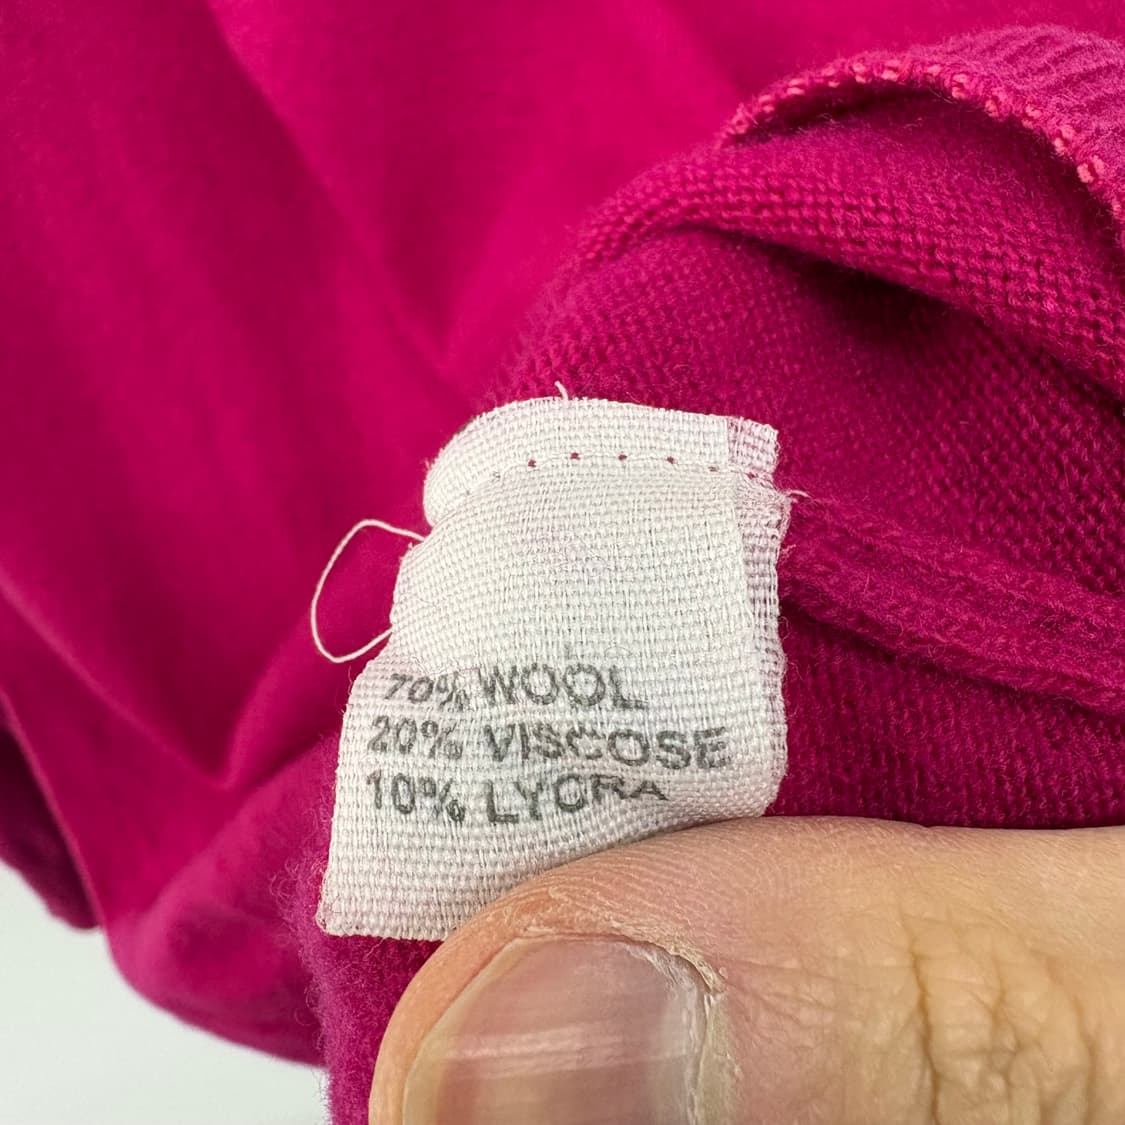 70% WOOL
20% VISCOSE
10% LYCRA